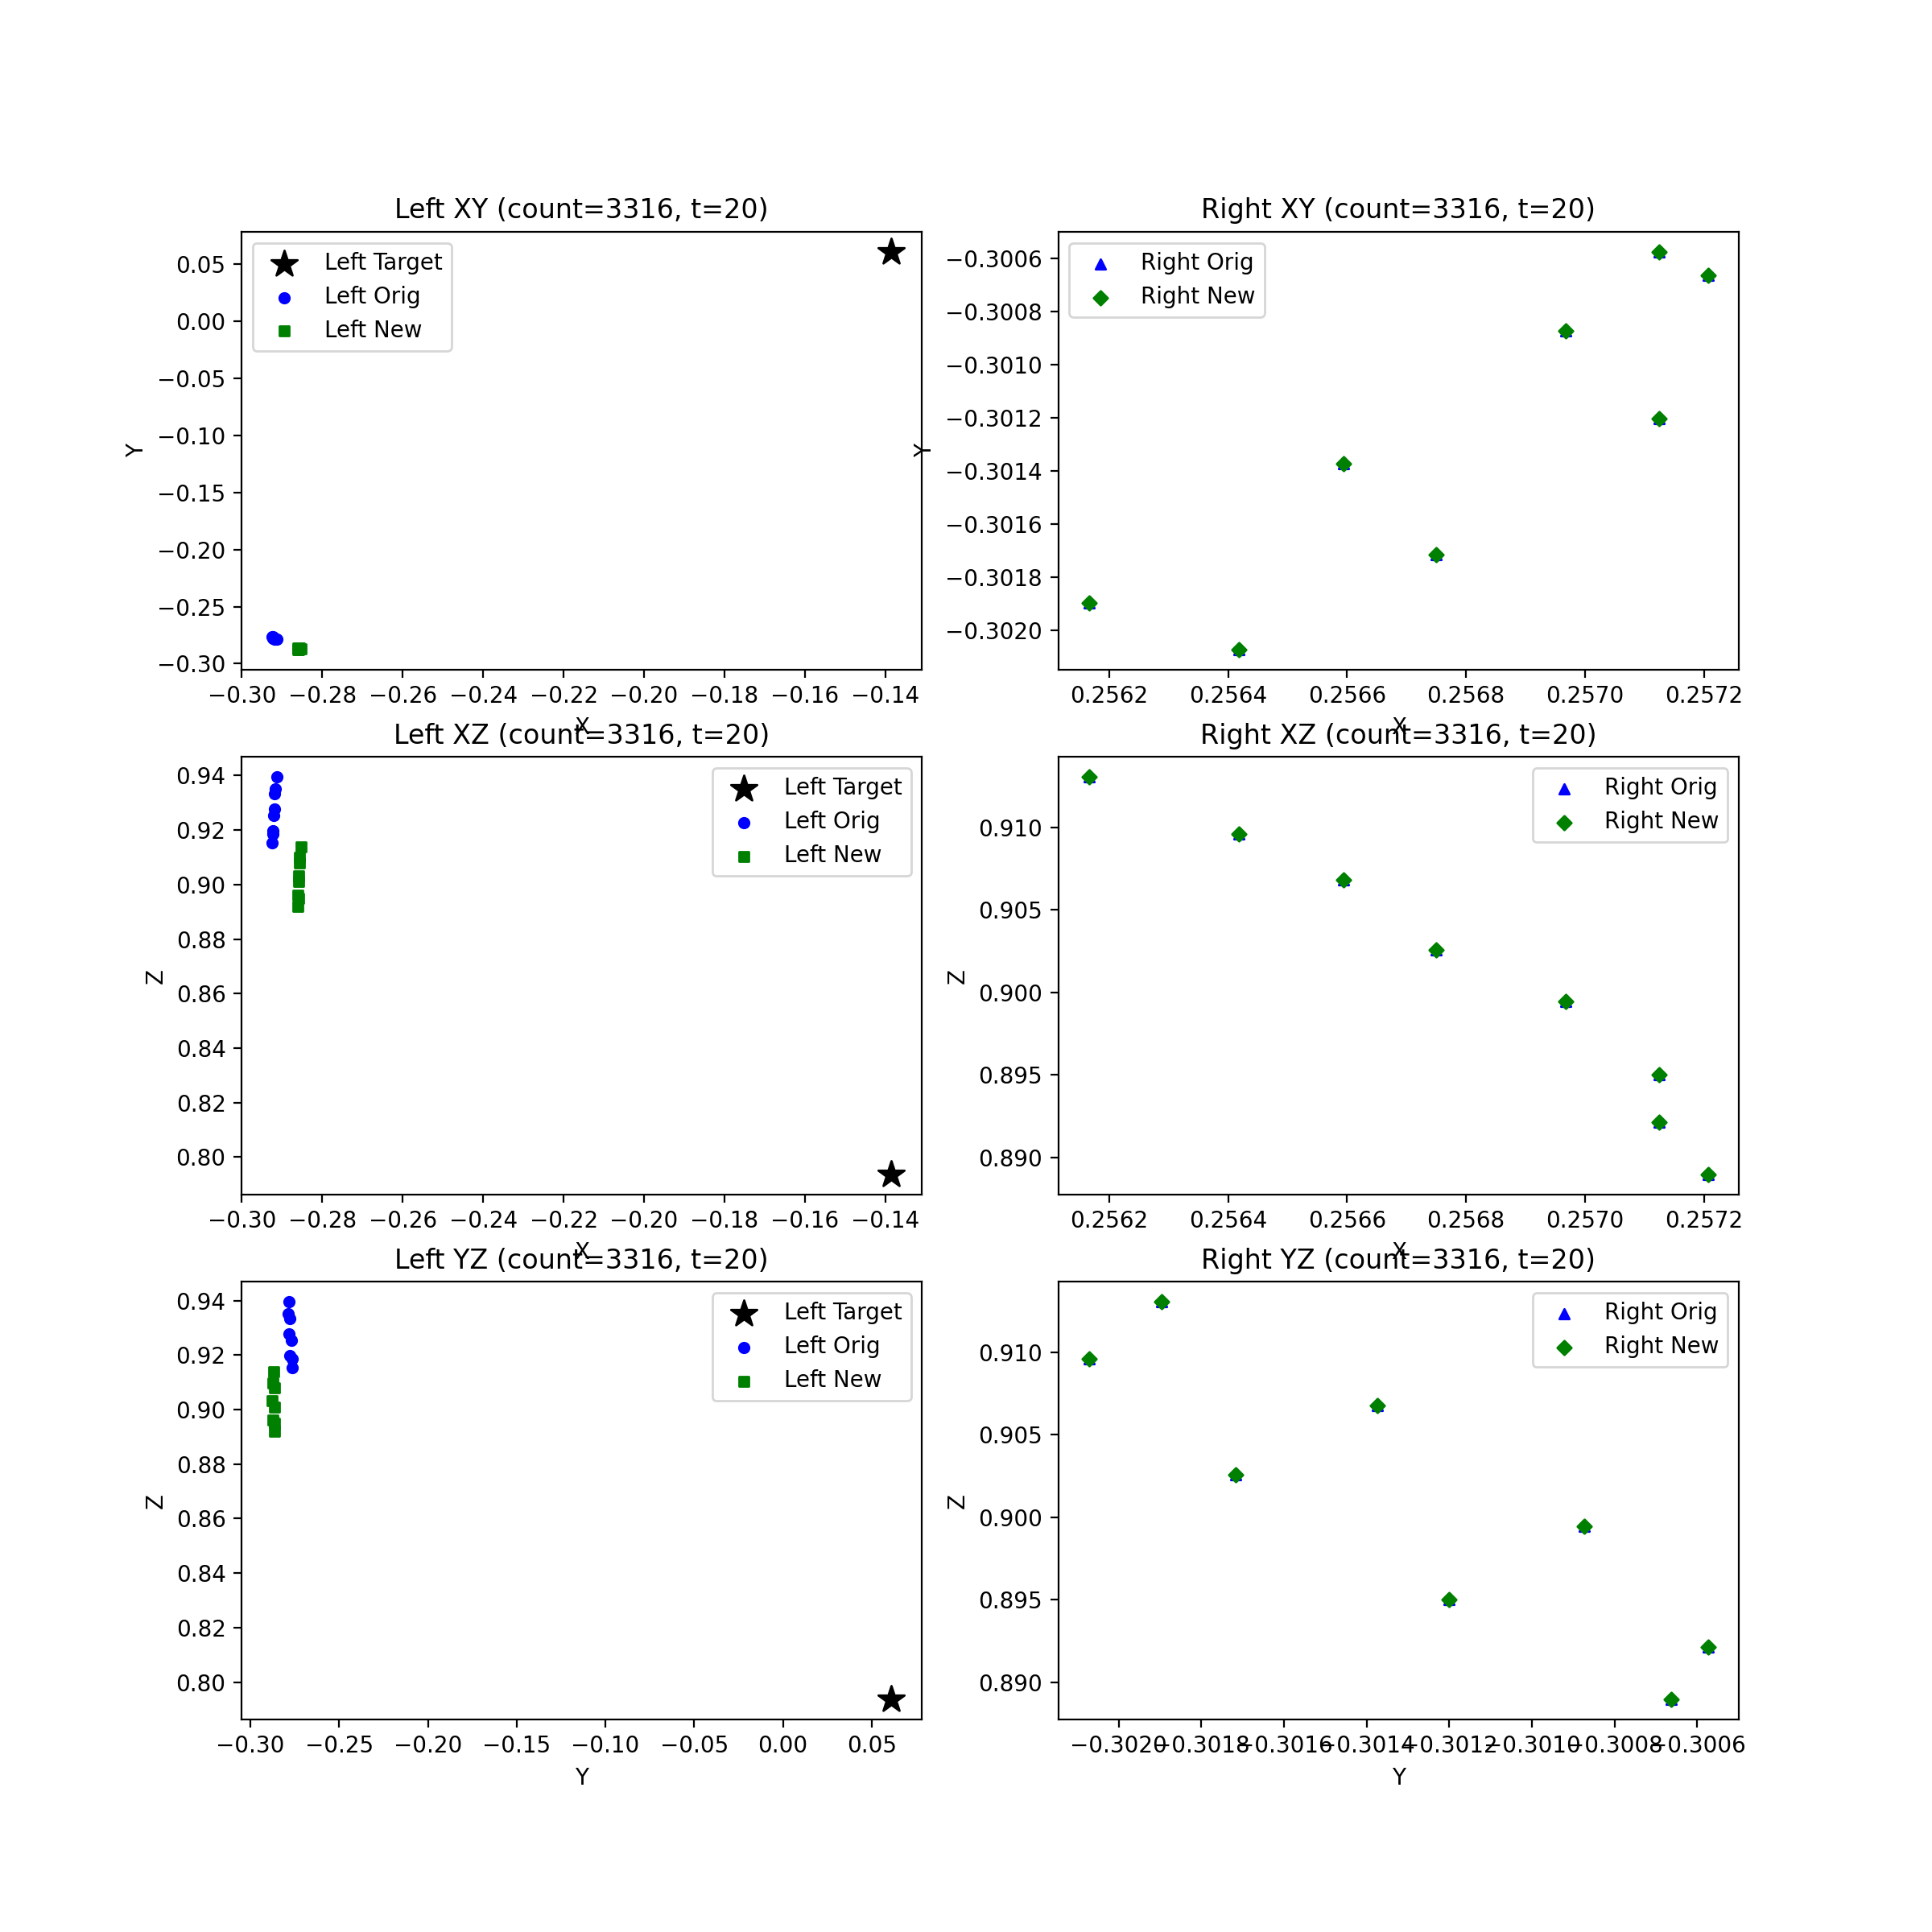 Left XY (count=3316, t=20)
Left Target
Left Orig
Left New
0.05
0.00
−0.05
−0.10
−0.15
−0.20
−0.25
−0.30
Y
−0.30 −0.28 −0.26 −0.24 −0.22 −0.20 −0.18 −0.16 −0.14
X
Right XY (count=3316, t=20)
Right Orig
Right New
−0.3006
−0.3008
−0.3010
−0.3012
−0.3014
−0.3016
−0.3018
−0.3020
Y
0.2562 0.2564 0.2566 0.2568 0.2570 0.2572
X
Left XZ (count=3316, t=20)
Left Target
Left Orig
Left New
0.94
0.92
0.90
0.88
0.86
0.84
0.82
0.80
Z
−0.30 −0.28 −0.26 −0.24 −0.22 −0.20 −0.18 −0.16 −0.14
X
Right XZ (count=3316, t=20)
Right Orig
Right New
0.910
0.905
0.900
0.895
0.890
Z
0.2562 0.2564 0.2566 0.2568 0.2570 0.2572
X
Left YZ (count=3316, t=20)
Left Target
Left Orig
Left New
0.94
0.92
0.90
0.88
0.86
0.84
0.82
0.80
Z
−0.30 −0.25 −0.20 −0.15 −0.10 −0.05 0.00 0.05
Y
Right YZ (count=3316, t=20)
Right Orig
Right New
0.910
0.905
0.900
0.895
0.890
Z
−0.3020 −0.3018 −0.3016 −0.3014 −0.3012 −0.3010 −0.3008 −0.3006
Y